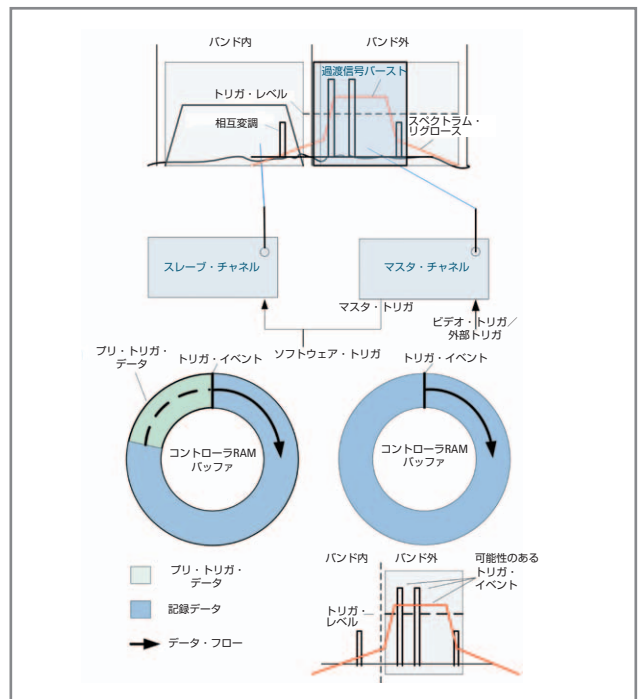 バンド内
バンド外
過渡信号バースト
トリガ・レベル
相互変調
スペクトラム・
リグロース
スレーブ・チャネル
マスタ・チャネル
マスタ・トリガ
ビデオ・トリガ/
外部トリガ
ソフトウェア・トリガ
プリ・トリガ・
データ
トリガ・イベント
トリガ・イベント
コントローラRAM
バッファ
コントローラRAM
バッファ
プリ・トリガ・
データ
記録データ
データ・フロー
バンド内
バンド外
可能性のある
トリガ・
イベント
トリガ・
レベル